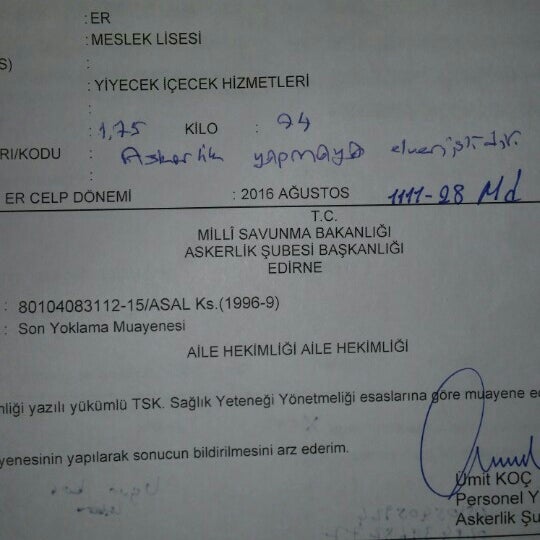 : ER
: MESLEK LİSESİ
S) :
: YİYECEK İÇECEK HİZMETLERİ
:
: 1,75 KİLO : 74
RI/KODU : Askerlik yapmaya elverişlidir.
:
ER CELP DÖNEMİ : 2016 AĞUSTOS 1111-28 Md
T.C.
MİLLÎ SAVUNMA BAKANLIĞI
ASKERLİK ŞUBESİ BAŞKANLIĞI
EDİRNE
: 80104083112-15/ASAL Ks.(1996-9)
: Son Yoklama Muayenesi
AİLE HEKİMLİĞİ AİLE HEKİMLİĞİ
nliği yazılı yükümlü TSK. Sağlık Yeteneği Yönetmeliği esaslarına göre muayene ed
yenesinin yapılarak sonucun bildirilmesini arz ederim.
Ümit KOÇ
Personel Y
Askerlik Şu